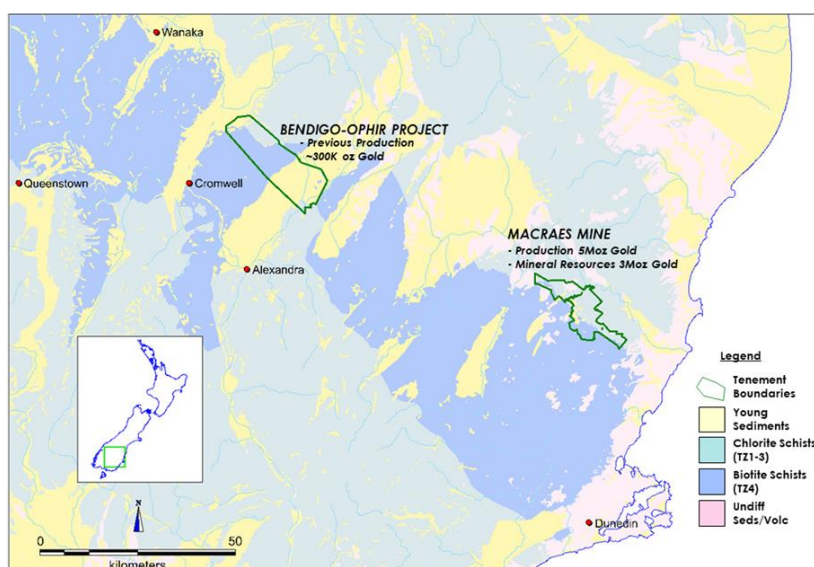 Wanaka
BENDIGO-OPHIR PROJECT
- Previous Production
~300K oz Gold
Queenstown
Cromwell
MACRAES MINE
- Production 5Moz Gold
- Mineral Resources 3Moz Gold
Alexandra
Legend
Tenement
Boundaries
Young
Sediments
Chlorite Schists
(TZ1-3)
Biotite Schists
(TZ4)
Undiff
Seds/Volc
N
Dunedin
0
50
kilometers